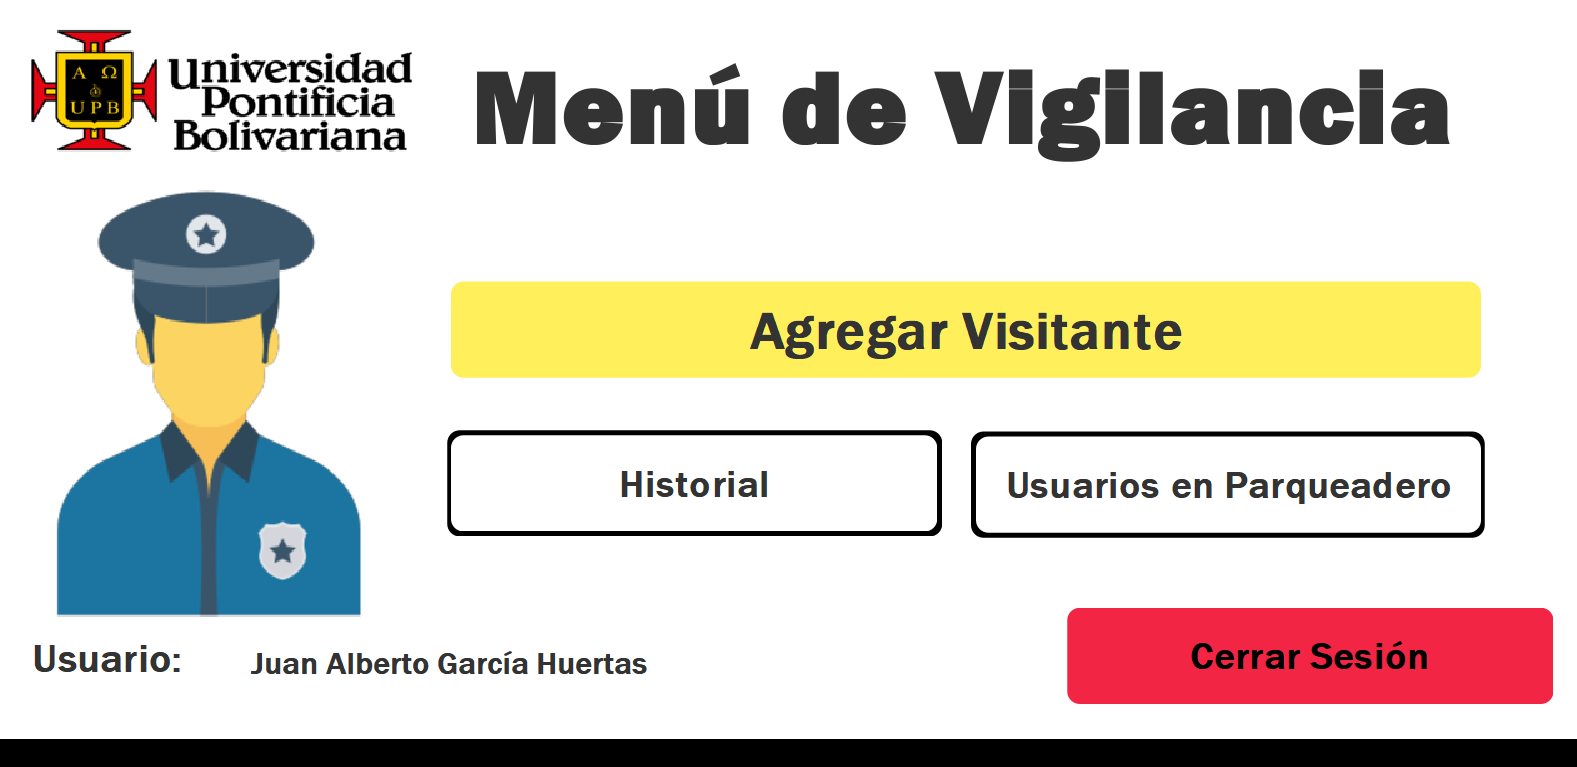 Α Ω
UPB
Universidad
Pontificia
Bolivariana
Menú de Vigilancia
Agregar Visitante
Historial
Usuarios en Parqueadero
Usuario: Juan Alberto García Huertas
Cerrar Sesión